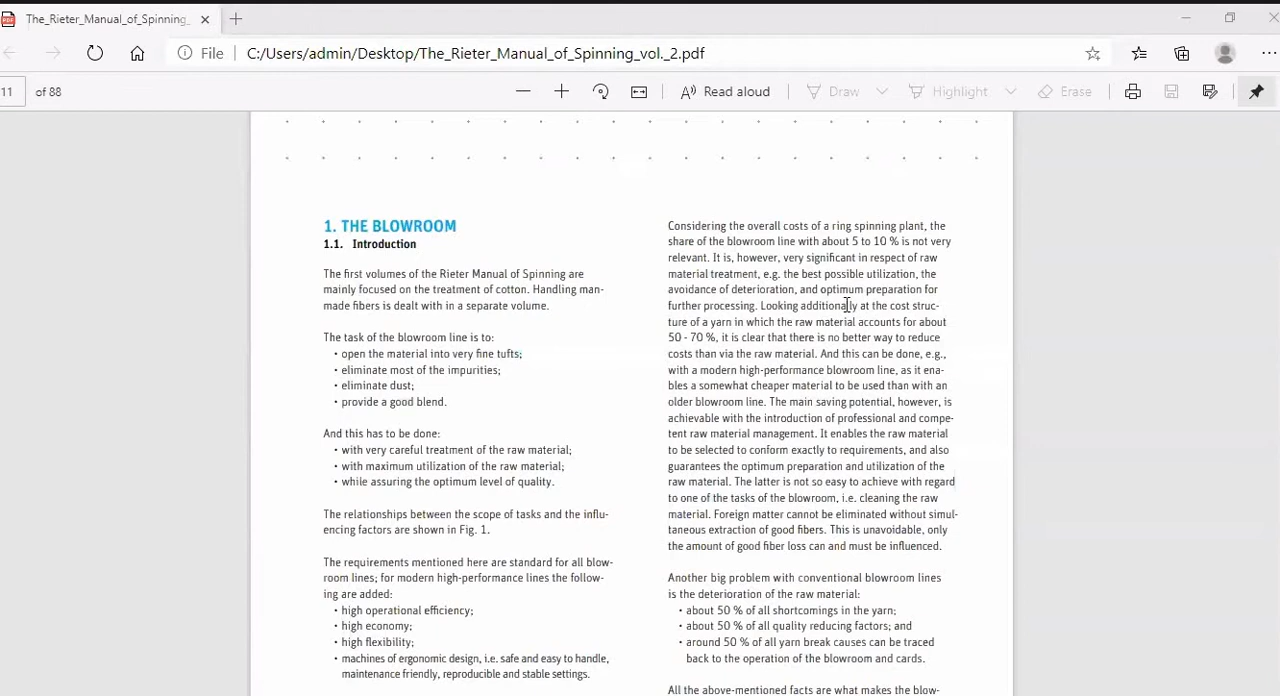 The_Rieter_Manual_of_Spinning_
File
C:/Users/admin/Desktop/The_Rieter_Manual_of_Spinning_vol._2.pdf
11 of 88
Read aloud
Draw
Highlight
Erase
1. THE BLOWROOM
1.1. Introduction
The first volumes of the Rieter Manual of Spinning are
mainly focused on the treatment of cotton. Handling man-
made fibers is dealt with in a separate volume.
The task of the blowroom line is to:
• open the material into very fine tufts;
• eliminate most of the impurities;
• eliminate dust;
• provide a good blend.
And this has to be done:
• with very careful treatment of the raw material;
• with maximum utilization of the raw material;
• while assuring the optimum level of quality.
The relationships between the scope of tasks and the influ-
encing factors are shown in Fig. 1.
The requirements mentioned here are standard for all blow-
room lines; for modern high-performance lines the follow-
ing are added:
• high operational efficiency;
• high economy;
• high flexibility;
• machines of ergonomic design, i.e. safe and easy to handle,
maintenance friendly, reproducible and stable settings.
Considering the overall costs of a ring spinning plant, the
share of the blowroom line with about 5 to 10 % is not very
relevant. It is, however, very significant in respect of raw
material treatment, e.g. the best possible utilization, the
avoidance of deterioration, and optimum preparation for
further processing. Looking additionally at the cost struc-
ture of a yarn in which the raw material accounts for about
50 - 70 %, it is clear that there is no better way to reduce
costs than via the raw material. And this can be done, e.g.,
with a modern high-performance blowroom line, as it ena-
bles a somewhat cheaper material to be used than with an
older blowroom line. The main saving potential, however, is
achievable with the introduction of professional and compe-
tent raw material management. It enables the raw material
to be selected to conform exactly to requirements, and also
guarantees the optimum preparation and utilization of the
raw material. The latter is not so easy to achieve with regard
to one of the tasks of the blowroom, i.e. cleaning the raw
material. Foreign matter cannot be eliminated without simul-
taneous extraction of good fibers. This is unavoidable, only
the amount of good fiber loss can and must be influenced.
Another big problem with conventional blowroom lines
is the deterioration of the raw material:
• about 50 % of all shortcomings in the yarn;
• about 50 % of all quality reducing factors; and
• around 50 % of all yarn break causes can be traced
back to the operation of the blowroom and cards.
All the above-mentioned facts are what makes the blow-